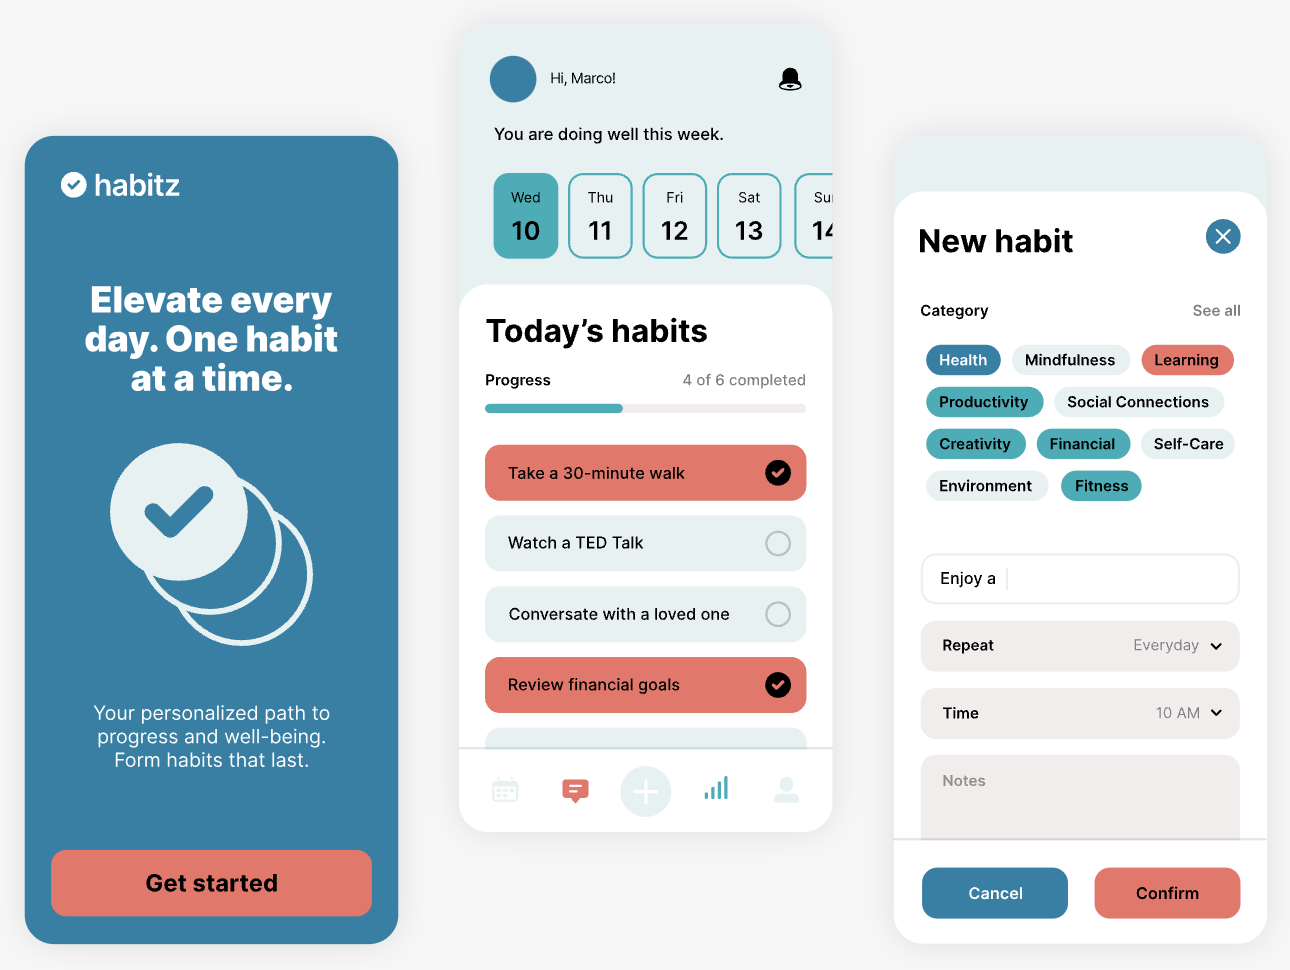 habitz
Elevate every
day. One habit
at a time.
Your personalized path to
progress and well-being.
Form habits that last.
Get started
Hi, Marco!
You are doing well this week.
Wed Thu Fri Sat Sun
10 11 12 13 14
Today’s habits
Progress 4 of 6 completed
Take a 30-minute walk
Watch a TED Talk
Conversate with a loved one
Review financial goals
New habit
Category See all
Health Mindfulness Learning
Productivity Social Connections
Creativity Financial Self-Care
Environment Fitness
Enjoy a
Repeat Everyday
Time 10 AM
Notes
Cancel Confirm